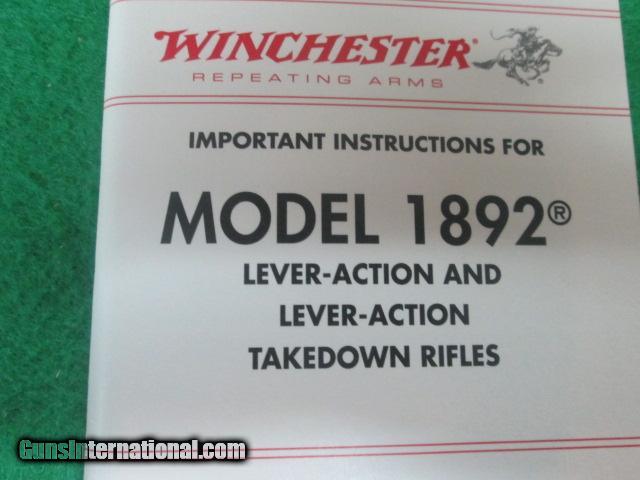 WINCHESTER®
REPEATING ARMS
IMPORTANT INSTRUCTIONS FOR
MODEL 1892®
LEVER-ACTION AND
LEVER-ACTION
TAKEDOWN RIFLES
GunsInternational.com